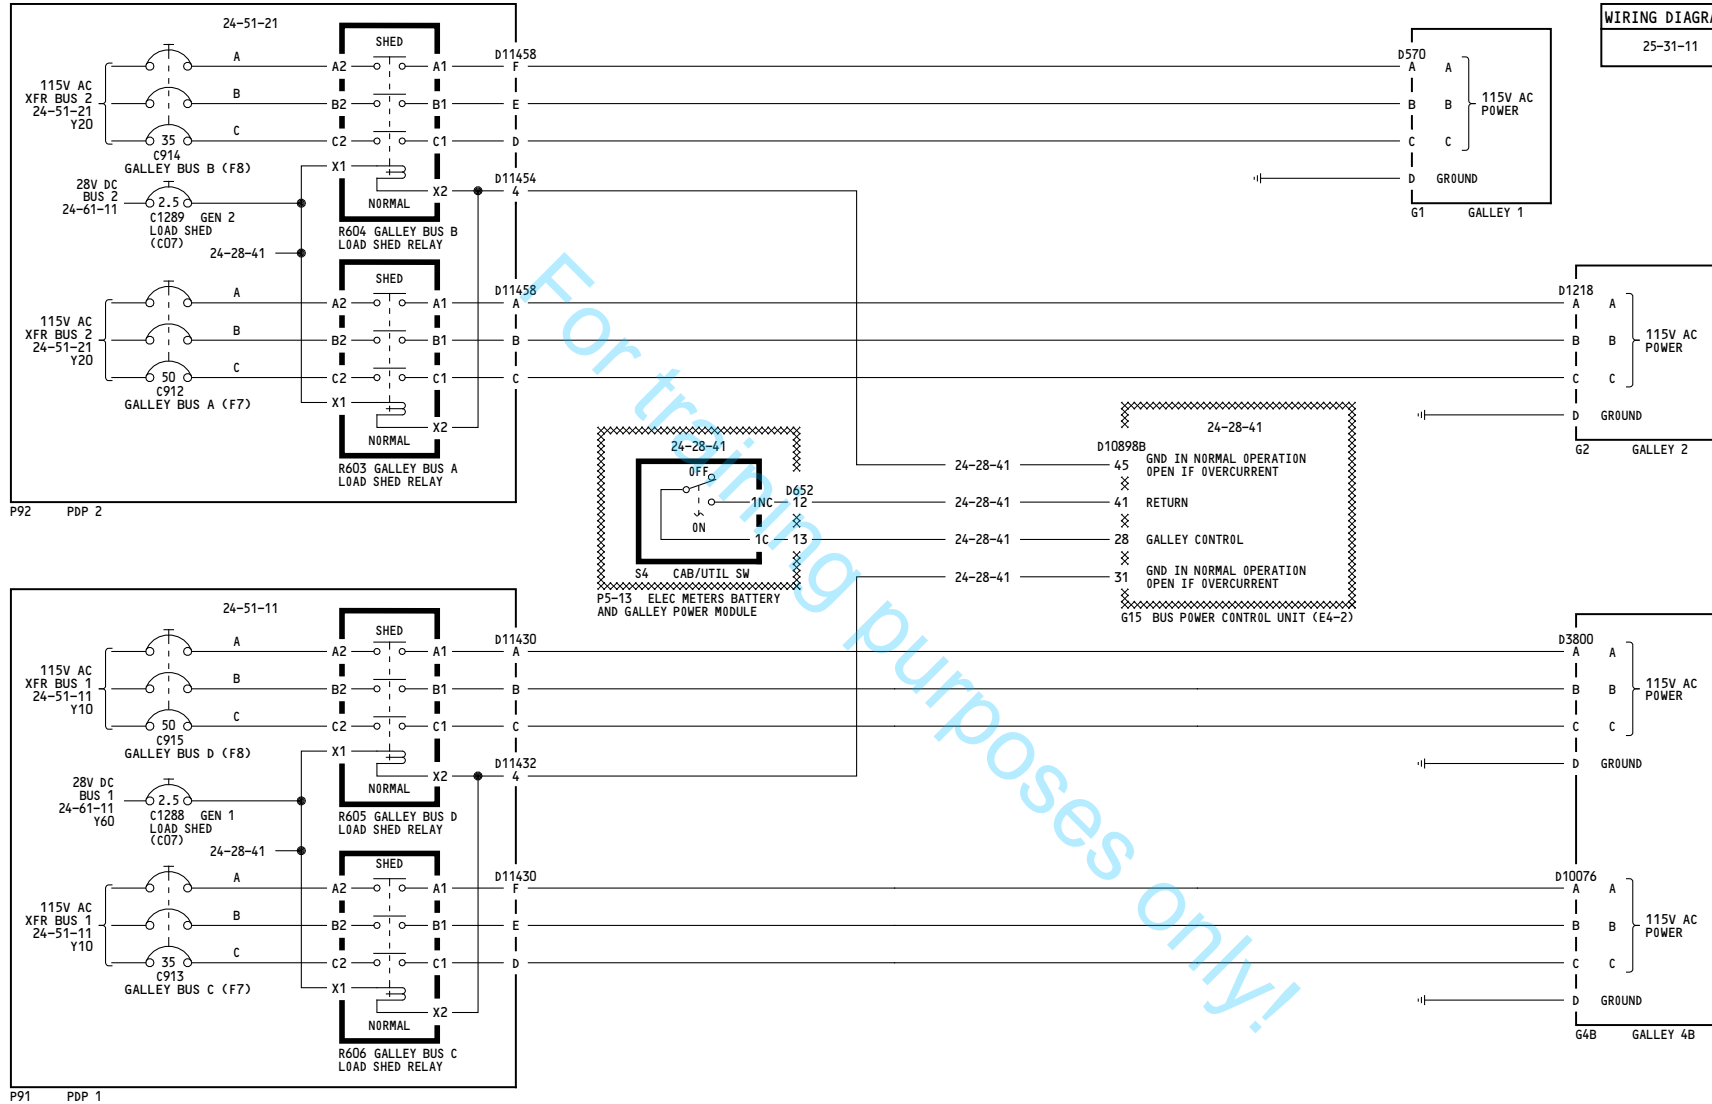 24-51-21
SHED
A
A2
A1
D11458
F
115V AC
XFR BUS 2
24-51-21
Y20
B
B2
B1
E
C
35
C2
C1
D
C914
GALLEY BUS B (F8)
X1
28V DC
BUS 2
24-61-11
2.5
C1289 GEN 2
LOAD SHED
(C07)
X2
D11454
4
NORMAL
R604 GALLEY BUS B
LOAD SHED RELAY
24-28-41
SHED
A
A2
A1
D11458
A
115V AC
XFR BUS 2
24-51-21
Y20
B
B2
B1
B
C
50
C2
C1
C
C912
GALLEY BUS A (F7)
X1
X2
NORMAL
R603 GALLEY BUS A
LOAD SHED RELAY
P92 PDP 2
WIRING DIAGRA
25-31-11
D570
A A
B B
C C
115V AC
POWER
D GROUND
G1 GALLEY 1
D1218
A A
B B
C C
115V AC
POWER
D GROUND
G2 GALLEY 2
24-28-41
OFF
ON
1NC
D652
12
1C
13
S4 CAB/UTIL SW
P5-13 ELEC METERS BATTERY
AND GALLEY POWER MODULE
24-28-41
24-28-41
24-28-41
24-28-41
24-28-41
D10898B
45 GND IN NORMAL OPERATION
OPEN IF OVERCURRENT
41 RETURN
28 GALLEY CONTROL
31 GND IN NORMAL OPERATION
OPEN IF OVERCURRENT
G15 BUS POWER CONTROL UNIT (E4-2)
24-51-11
SHED
A
A2
A1
D11430
A
115V AC
XFR BUS 1
24-51-11
Y10
B
B2
B1
B
C
50
C2
C1
C
C915
GALLEY BUS D (F8)
X1
28V DC
BUS 1
24-61-11
Y60
2.5
C1288 GEN 1
LOAD SHED
(C07)
X2
D11432
4
NORMAL
R605 GALLEY BUS D
LOAD SHED RELAY
24-28-41
SHED
A
A2
A1
D11430
F
115V AC
XFR BUS 1
24-51-11
Y10
B
B2
B1
E
C
35
C2
C1
D
C913
GALLEY BUS C (F7)
X1
X2
NORMAL
R606 GALLEY BUS C
LOAD SHED RELAY
P91 PDP 1
D3800
A A
B B
C C
115V AC
POWER
D GROUND
D10076
A A
B B
C C
115V AC
POWER
D GROUND
G4B GALLEY 4B
For training purposes only!